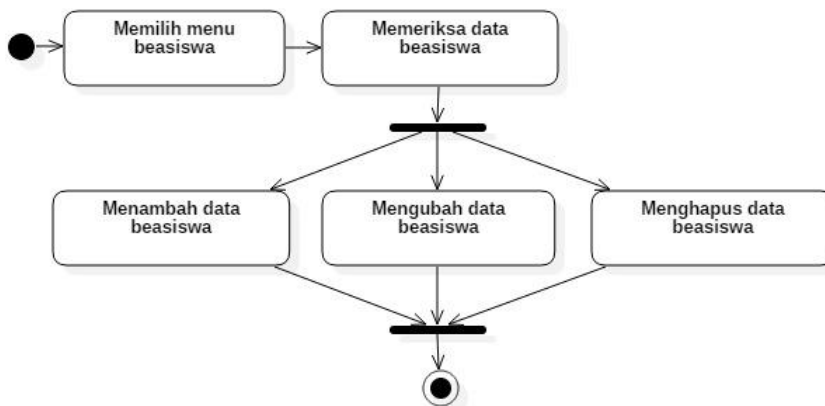 Memilih menu
beasiswa
Memeriksa data
beasiswa
Menambah data
beasiswa
Mengubah data
beasiswa
Menghapus data
beasiswa